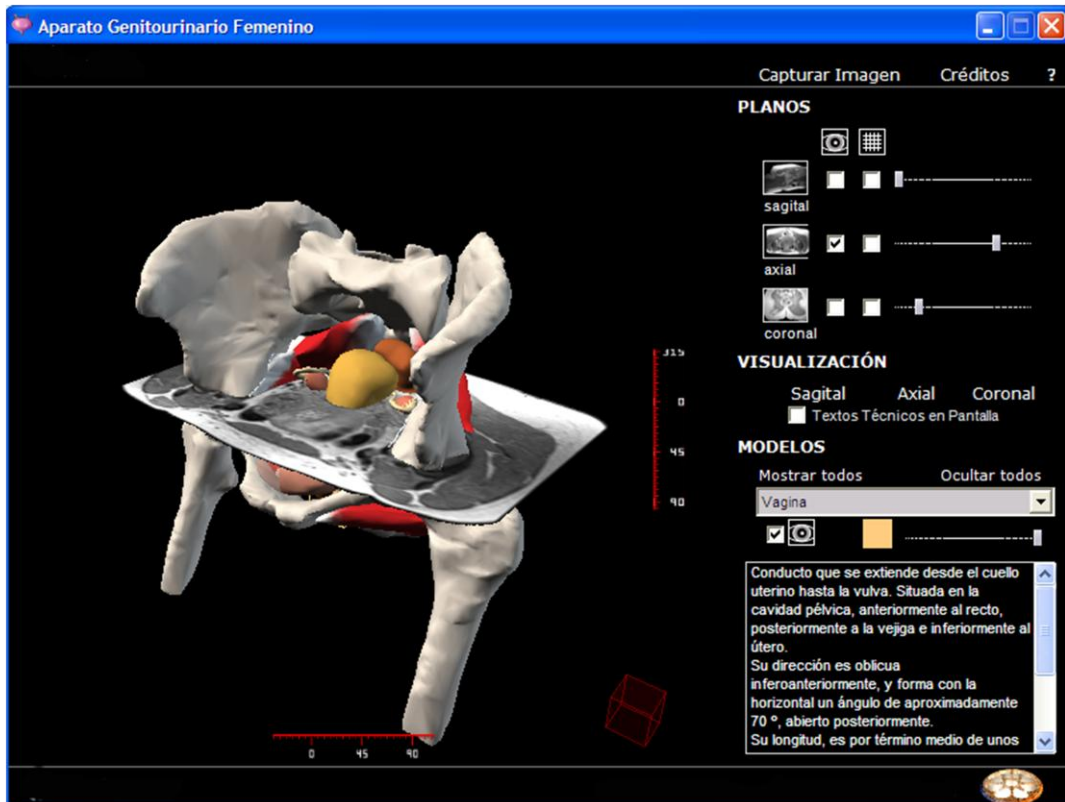 Aparato Genitourinario Femenino
Capturar Imagen Créditos ?
PLANOS
sagital
axial
coronal
VISUALIZACIÓN
Sagital Axial Coronal
Textos Técnicos en Pantalla
MODELOS
Mostrar todos Ocultar todos
Vagina
Conducto que se extiende desde el cuello
uterino hasta la vulva. Situada en la
cavidad pélvica, anteriormente al recto,
posteriormente a la vejiga e inferiormente al
útero.
Su dirección es oblicua
inferoanteriormente, y forma con la
horizontal un ángulo de aproximadamente
70 º, abierto posteriormente.
Su longitud, es por término medio de unos
0
45
90
0 45 90